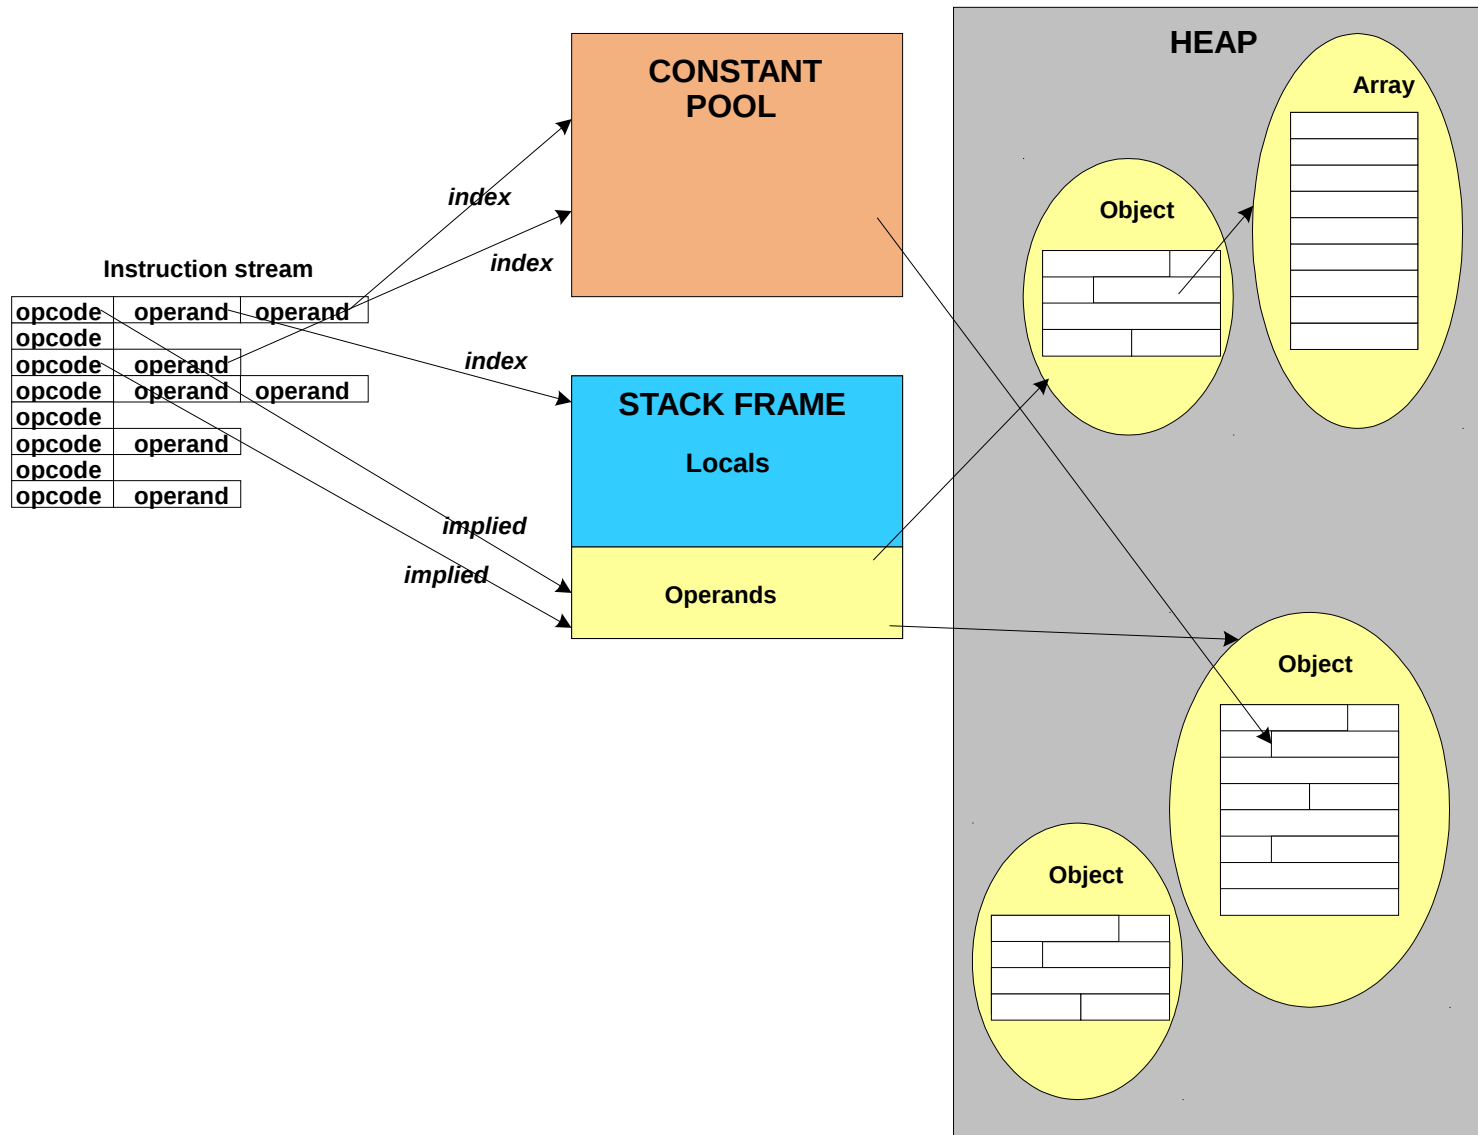 CONSTANT
POOL
index
index
Instruction stream
opcode operand operand
opcode
opcode operand
opcode operand operand
opcode
opcode operand
opcode
opcode operand
index
STACK FRAME
Locals
implied
implied
Operands
HEAP
Array
Object
Object
Object